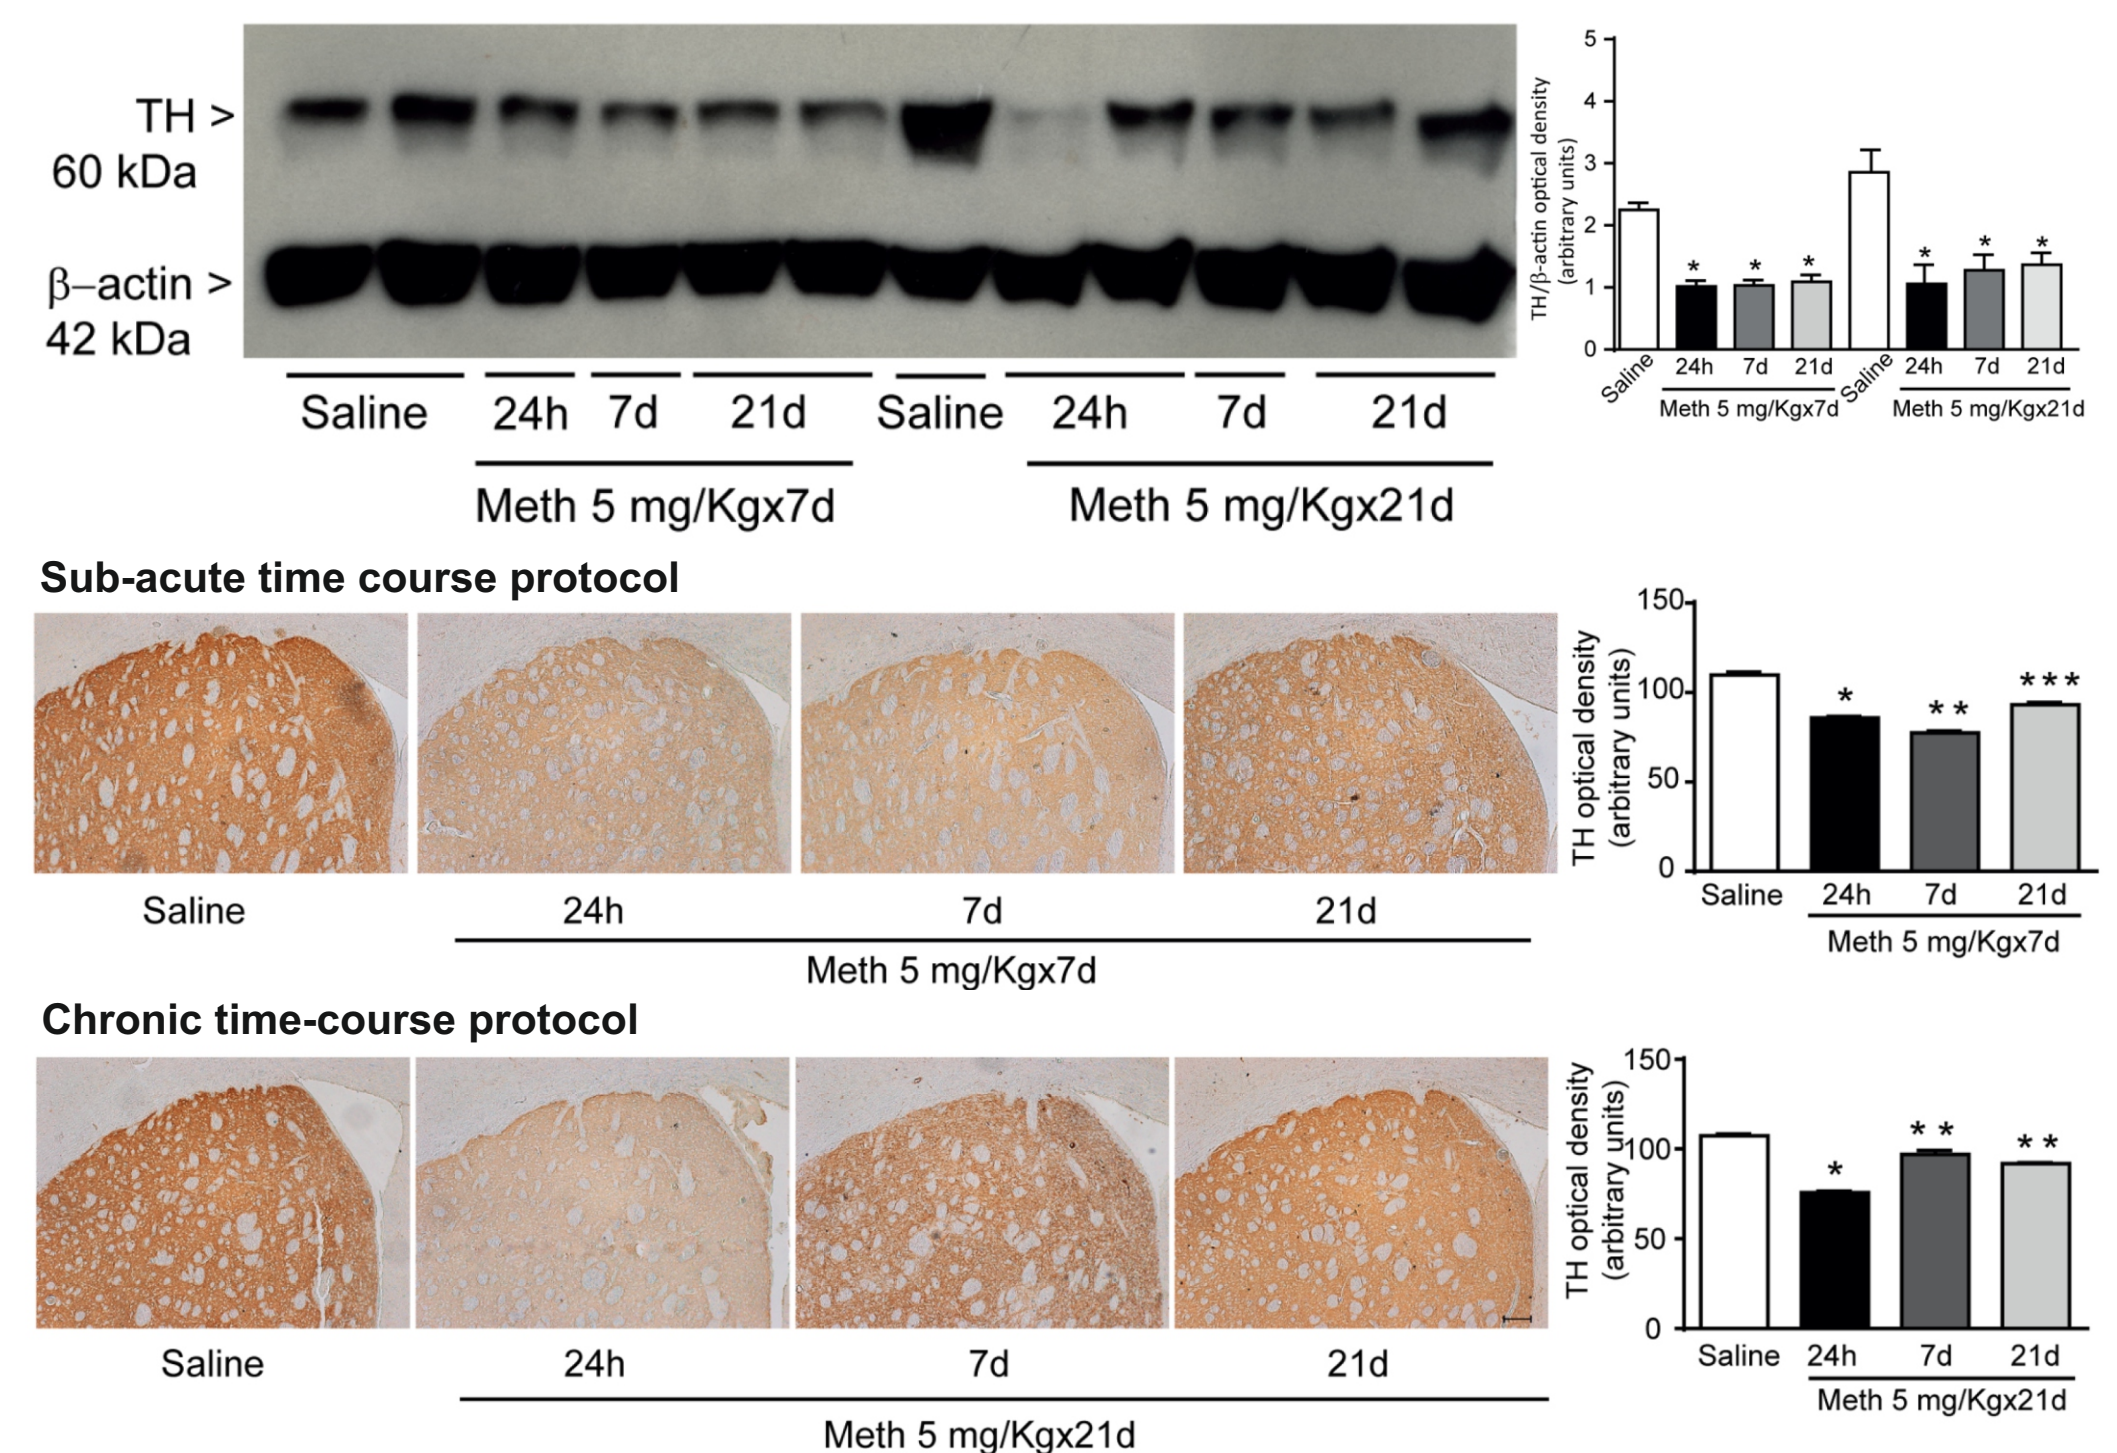 TH >
60 kDa
β–actin >
42 kDa
Saline 24h 7d 21d Saline 24h 7d 21d
Meth 5 mg/Kgx7d Meth 5 mg/Kgx21d
TH/β-actin optical density
(arbitrary units)
5
4
3
2
1
0
* * * * * *
Saline 24h 7d 21d Saline 24h 7d 21d
Meth 5 mg/Kgx7d Meth 5 mg/Kgx21d
Sub-acute time course protocol
Saline 24h 7d 21d
Meth 5 mg/Kgx7d
TH optical density
(arbitrary units)
150
100
50
0
* ** ***
Saline 24h 7d 21d
Meth 5 mg/Kgx7d
Chronic time-course protocol
Saline 24h 7d 21d
Meth 5 mg/Kgx21d
TH optical density
(arbitrary units)
150
100
50
0
* ** **
Saline 24h 7d 21d
Meth 5 mg/Kgx21d